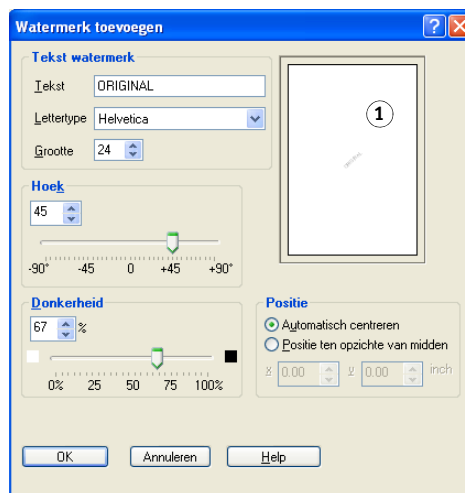 Watermerk toevoegen
Tekst watermerk
Tekst ORIGINAL
Lettertype Helvetica
Grootte 24
1
ORIGINAL
Hoek
45
-90° -45 0 +45 +90°
Donkerheid
67 %
0% 25 50 75 100%
Positie
Automatisch centreren
Positie ten opzichte van midden
x 0.00 y 0.00 inch
OK Annuleren Help